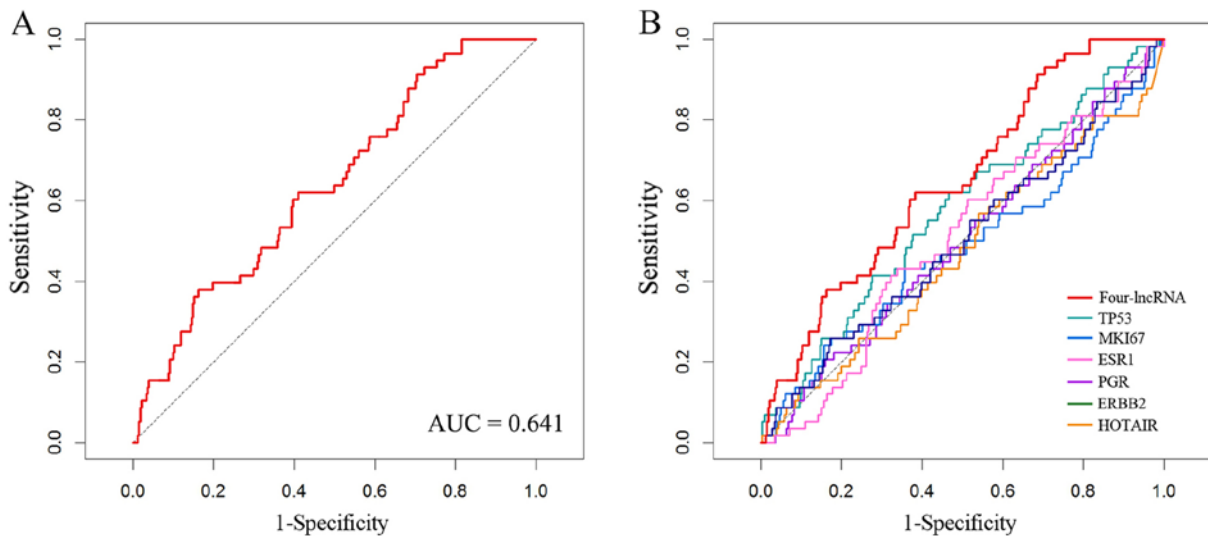 A
Sensitivity
1.0
0.8
0.6
0.4
0.2
0.0
AUC = 0.641
0.0 0.2 0.4 0.6 0.8 1.0
1-Specificity
B
Sensitivity
1.0
0.8
0.6
0.4
0.2
0.0
Four-lncRNA
TP53
MKI67
ESR1
PGR
ERBB2
HOTAIR
0.0 0.2 0.4 0.6 0.8 1.0
1-Specificity